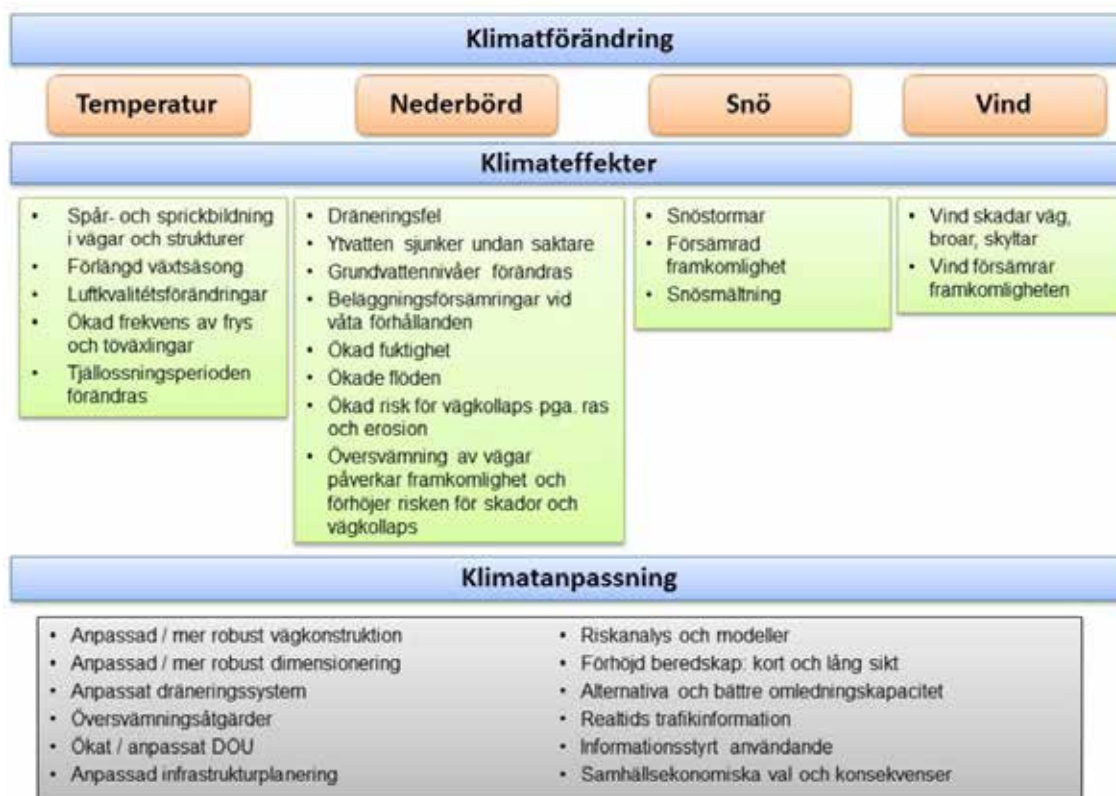 Klimatförändring
Temperatur
Nederbörd
Snö
Vind
Klimateffekter
• Spår- och sprickbildning
i vägar och strukturer
• Förlängd växtsäsong
• Luftkvalitétsförändringar
• Ökad frekvens av frys
och töväxlingar
• Tjällossningsperioden
förändras
• Dräneringsfel
• Ytvatten sjunker undan saktare
• Grundvattennivåer förändras
• Beläggningsförsämringar vid
våta förhållanden
• Ökad fuktighet
• Ökade flöden
• Ökad risk för vägkollaps pga. ras
och erosion
• Översvämning av vägar
påverkar framkomlighet och
förhöjer risken för skador och
vägkollaps
• Snöstormar
• Försämrad
framkomlighet
• Snösmältning
• Vind skadar väg,
broar, skyltar
• Vind försämrar
framkomligheten
Klimatanpassning
• Anpassad / mer robust vägkonstruktion
• Anpassad / mer robust dimensionering
• Anpassat dräneringssystem
• Översvämningsåtgärder
• Ökat / anpassat DOU
• Anpassad infrastrukturplanering
• Riskanalys och modeller
• Förhöjd beredskap: kort och lång sikt
• Alternativa och bättre omledningskapacitet
• Realtids trafikinformation
• Informationsstyrt användande
• Samhällsekonomiska val och konsekvenser